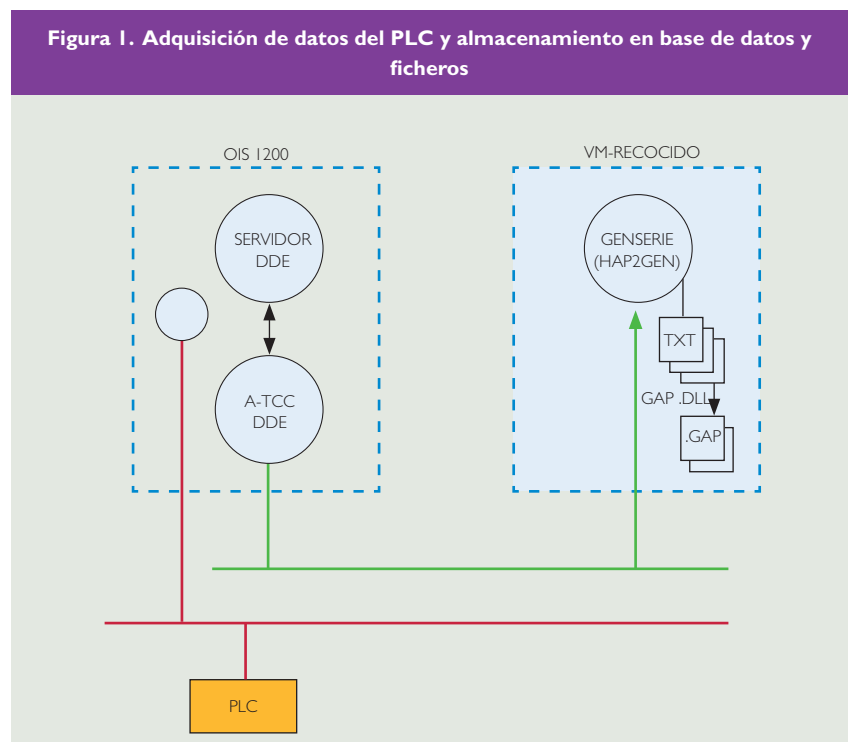 Figura 1. Adquisición de datos del PLC y almacenamiento en base de datos y
ficheros
OIS 1200
VM-RECOCIDO
SERVIDOR
DDE
GENSERIE
(HAP2GEN)
TXT
A-TCC
DDE
GAP .DLL
.GAP
PLC